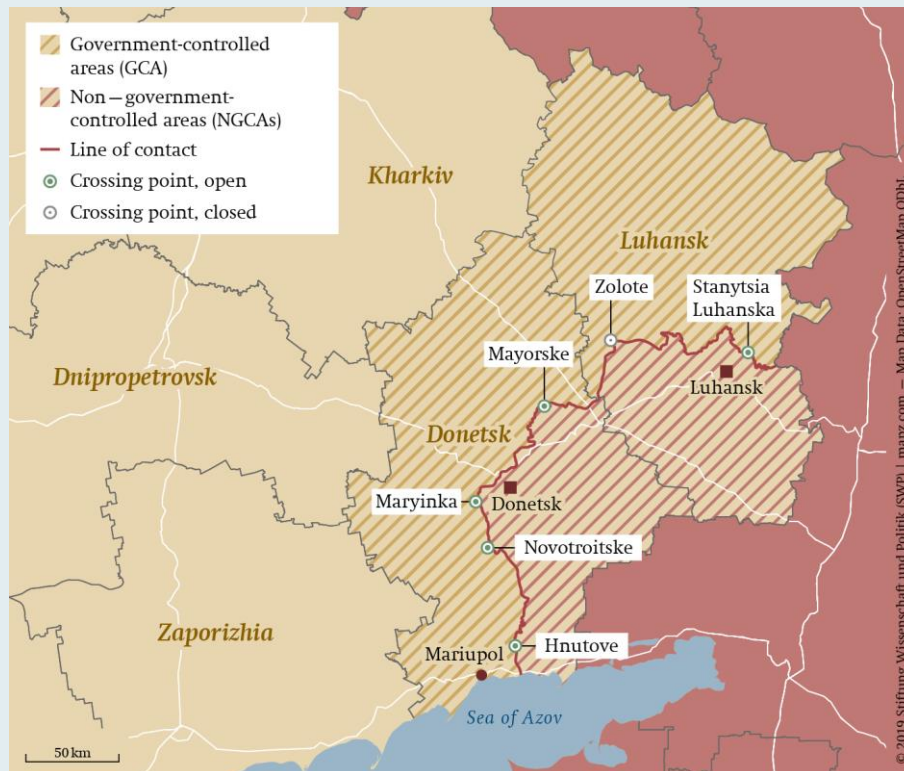 Government-controlled
areas (GCA)
Non – government-
controlled areas (NGCAs)
Line of contact
Crossing point, open
Crossing point, closed
Kharkiv
Luhansk
Zolote
Stanytsia
Luhanska
Mayorske
Luhansk
Dnipropetrovsk
Donetsk
Maryinka
Donetsk
Novotroitske
Zaporizhia
Hnutove
Mariupol
Sea of Azov
50 km
© 2019 Stiftung Wissenschaft und Politik (SWP) | mapz.com – Map Data: OpenStreetMap ODbL